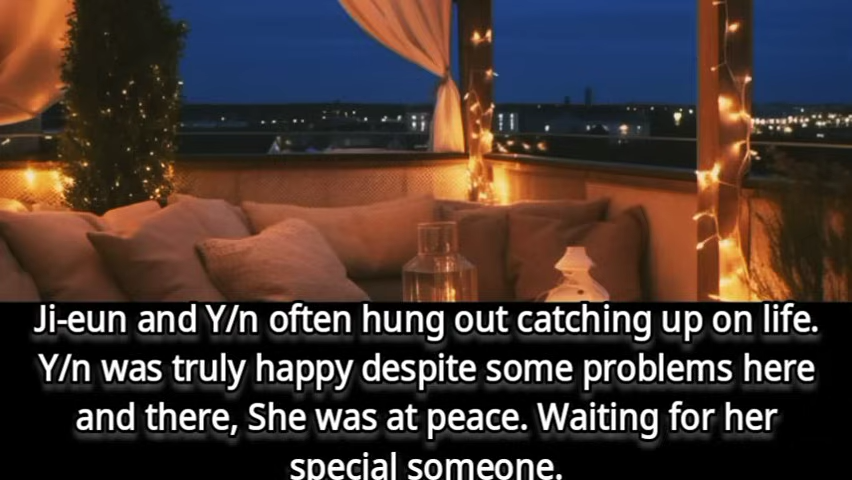 Ji-eun and Y/n often hung out catching up on life.
Y/n was truly happy despite some problems here
and there, She was at peace. Waiting for her
special someone.